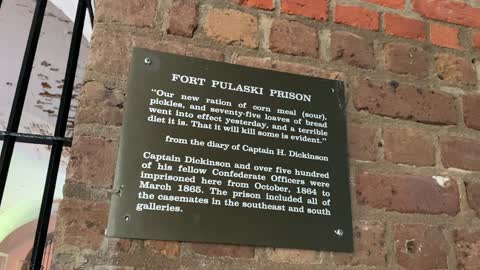 FORT PULASKI PRISON
"Our new ration of corn meal (sour),
pickles, and seventy-five loaves of bread
went into effect yesterday, and a terrible
diet it is. That it will kill some is evident."
from the diary of Captain H. Dickinson
Captain Dickinson and over five hundred
of his fellow Confederate Officers were
imprisoned here from October, 1864 to
March 1865. The prison included all of
the casemates in the southeast and south
galleries.